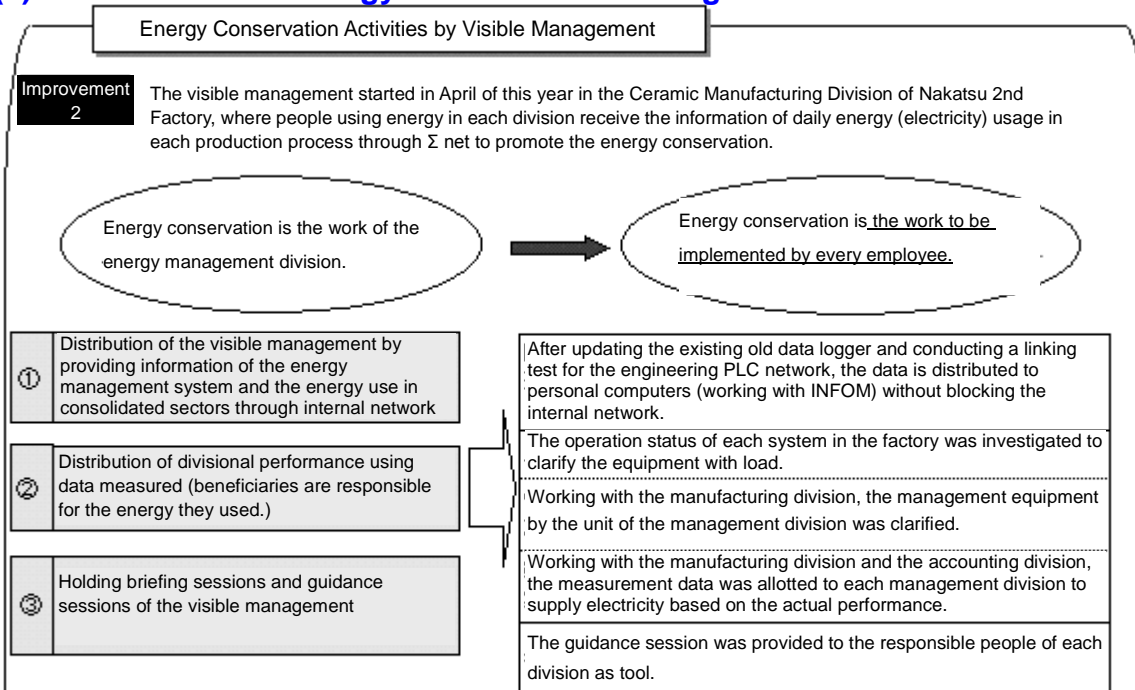 Energy Conservation Activities by Visible Management
Improvement
2
The visible management started in April of this year in the Ceramic Manufacturing Division of Nakatsu 2nd
Factory, where people using energy in each division receive the information of daily energy (electricity) usage in
each production process through Σ net to promote the energy conservation.
Energy conservation is the work of the
energy management division.
Energy conservation is the work to be
implemented by every employee.
①
Distribution of the visible management by
providing information of the energy
management system and the energy use in
consolidated sectors through internal network
②
Distribution of divisional performance using
data measured (beneficiaries are responsible
for the energy they used.)
③
Holding briefing sessions and guidance
sessions of the visible management
After updating the existing old data logger and conducting a linking
test for the engineering PLC network, the data is distributed to
personal computers (working with INFOM) without blocking the
internal network.
The operation status of each system in the factory was investigated to
clarify the equipment with load.
Working with the manufacturing division, the management equipment
by the unit of the management division was clarified.
Working with the manufacturing division and the accounting division,
the measurement data was allotted to each management division to
supply electricity based on the actual performance.
The guidance session was provided to the responsible people of each
division as tool.